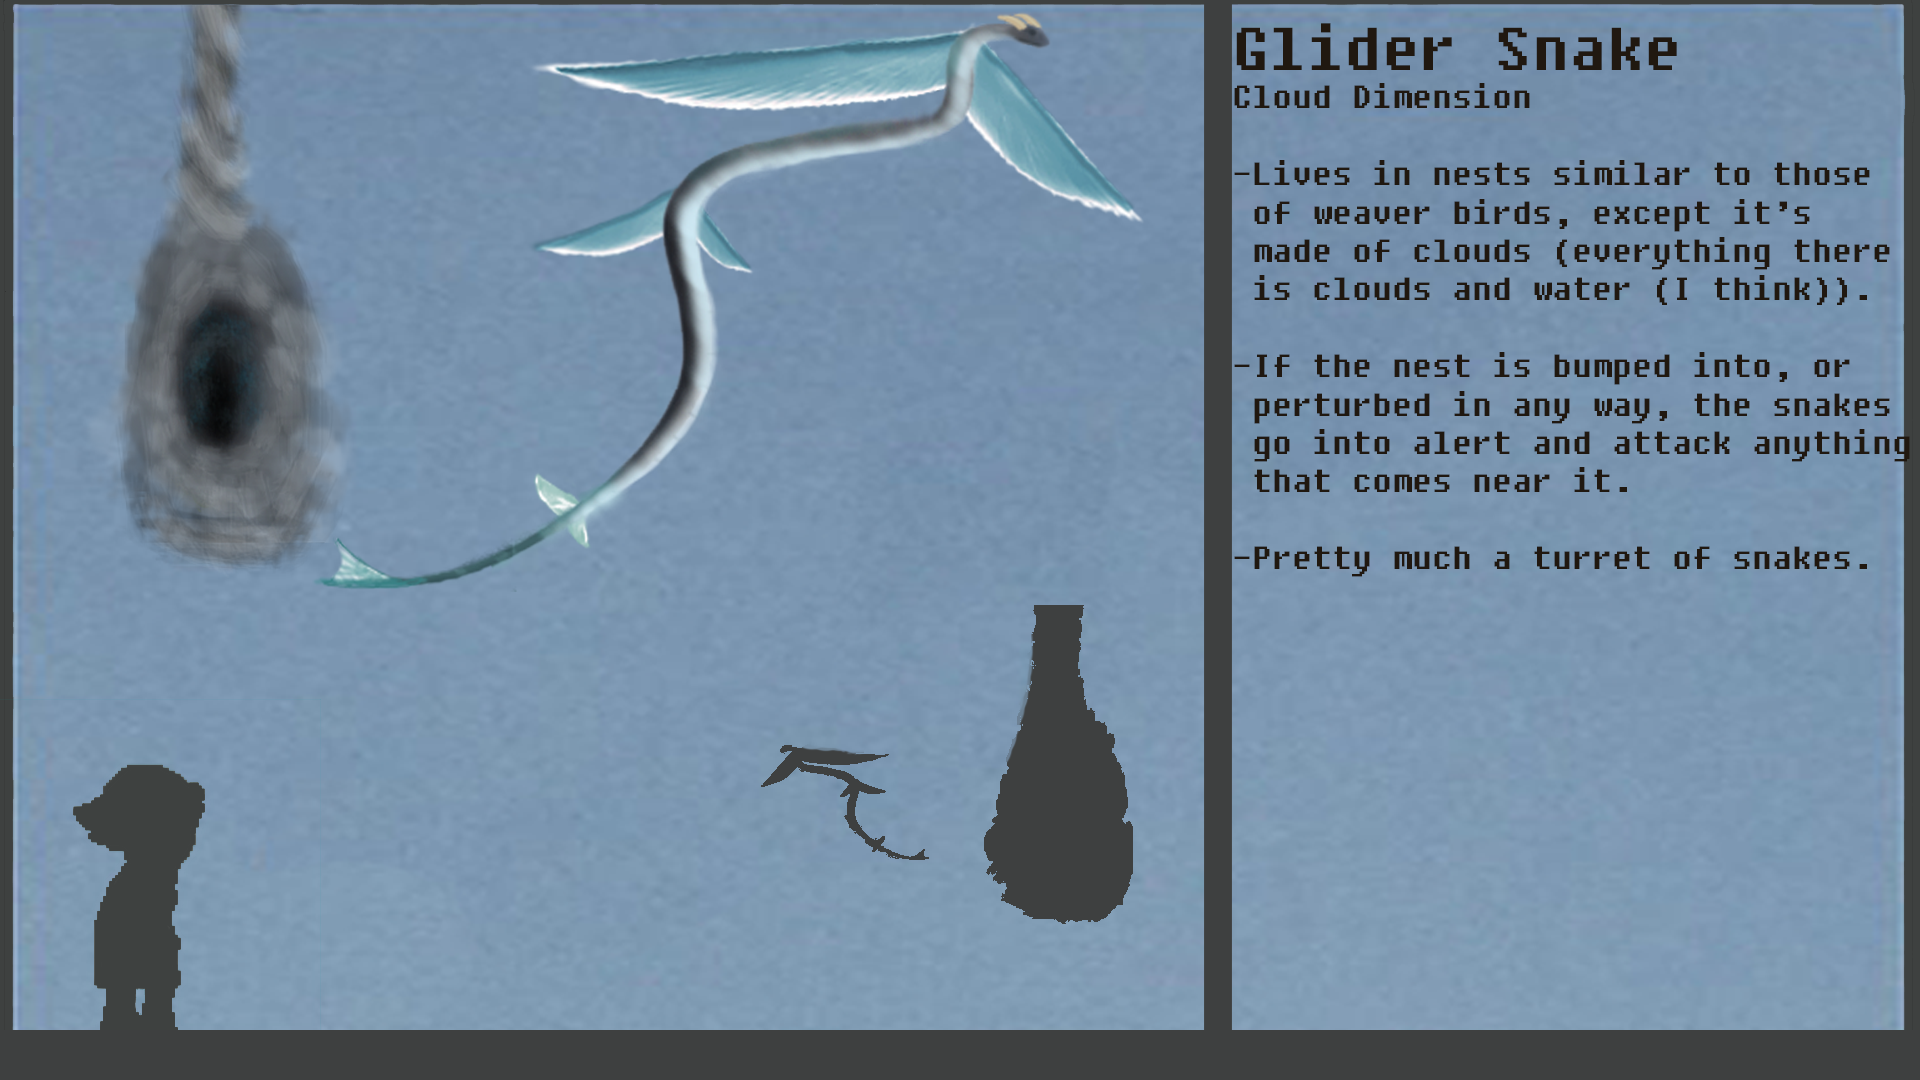 Glider Snake
Cloud Dimension
-Lives in nests similar to those
of weaver birds, except it's
made of clouds (everything there
is clouds and water (I think)).
-If the nest is bumped into, or
perturbed in any way, the snakes
go into alert and attack anything
that comes near it.
-Pretty much a turret of snakes.